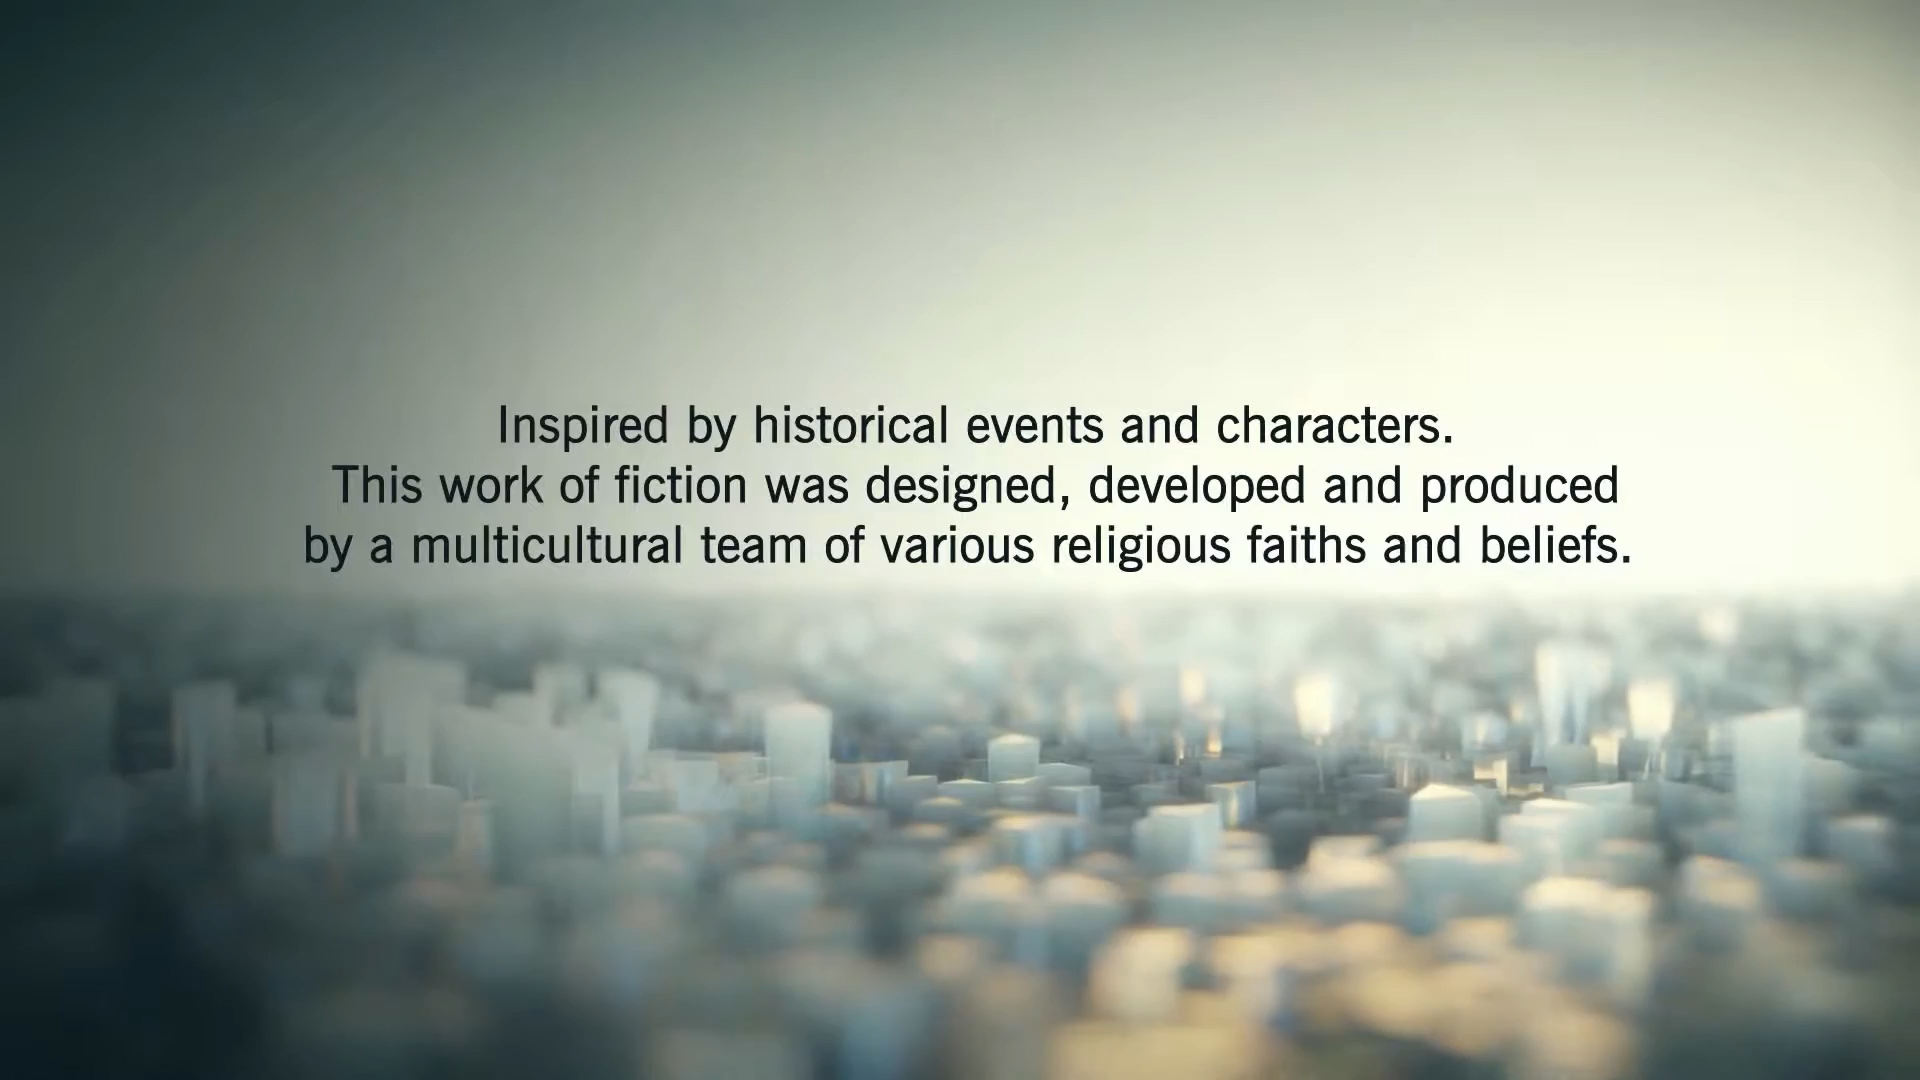 Inspired by historical events and characters.
This work of fiction was designed, developed and produced
by a multicultural team of various religious faiths and beliefs.